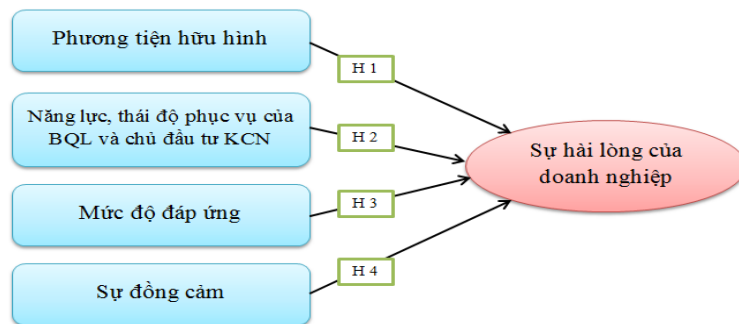 Phương tiện hữu hình
H 1
Năng lực, thái độ phục vụ của
BQL và chủ đầu tư KCN
H 2
Mức độ đáp ứng
H 3
Sự đồng cảm
H 4
Sự hài lòng của
doanh nghiệp